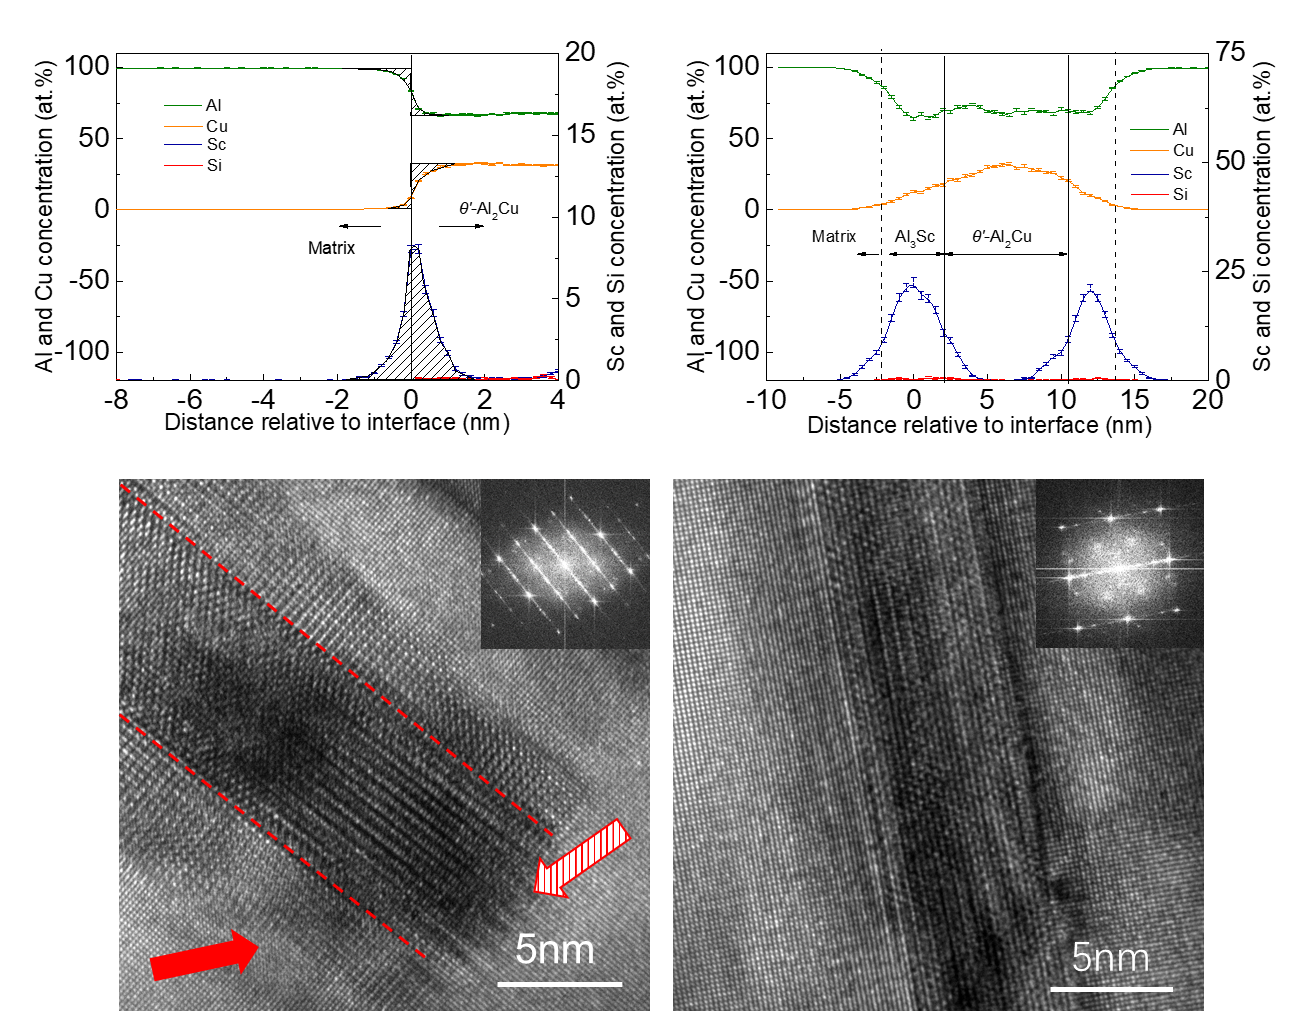 Al and Cu concentration (at.%)
100
50
0
-50
-100
Al
Cu
Sc
Si
θ'-Al2Cu
Matrix
20
15
10
5
0
Sc and Si concentration (at.%)
-8 -6 -4 -2 0 2 4
Distance relative to interface (nm)
Al and Cu concentration (at.%)
100
50
0
-50
-100
Al
Cu
Sc
Si
Matrix Al3Sc θ'-Al2Cu
75
50
25
0
Sc and Si concentration (at.%)
-10 -5 0 5 10 15 20
Distance relative to interface (nm)
5nm
5nm